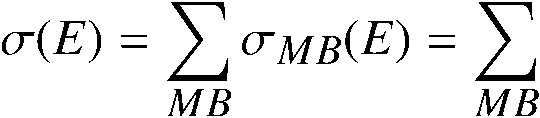 σ(E) = ∑_{MB} σ_{MB}(E) = ∑_{MB}